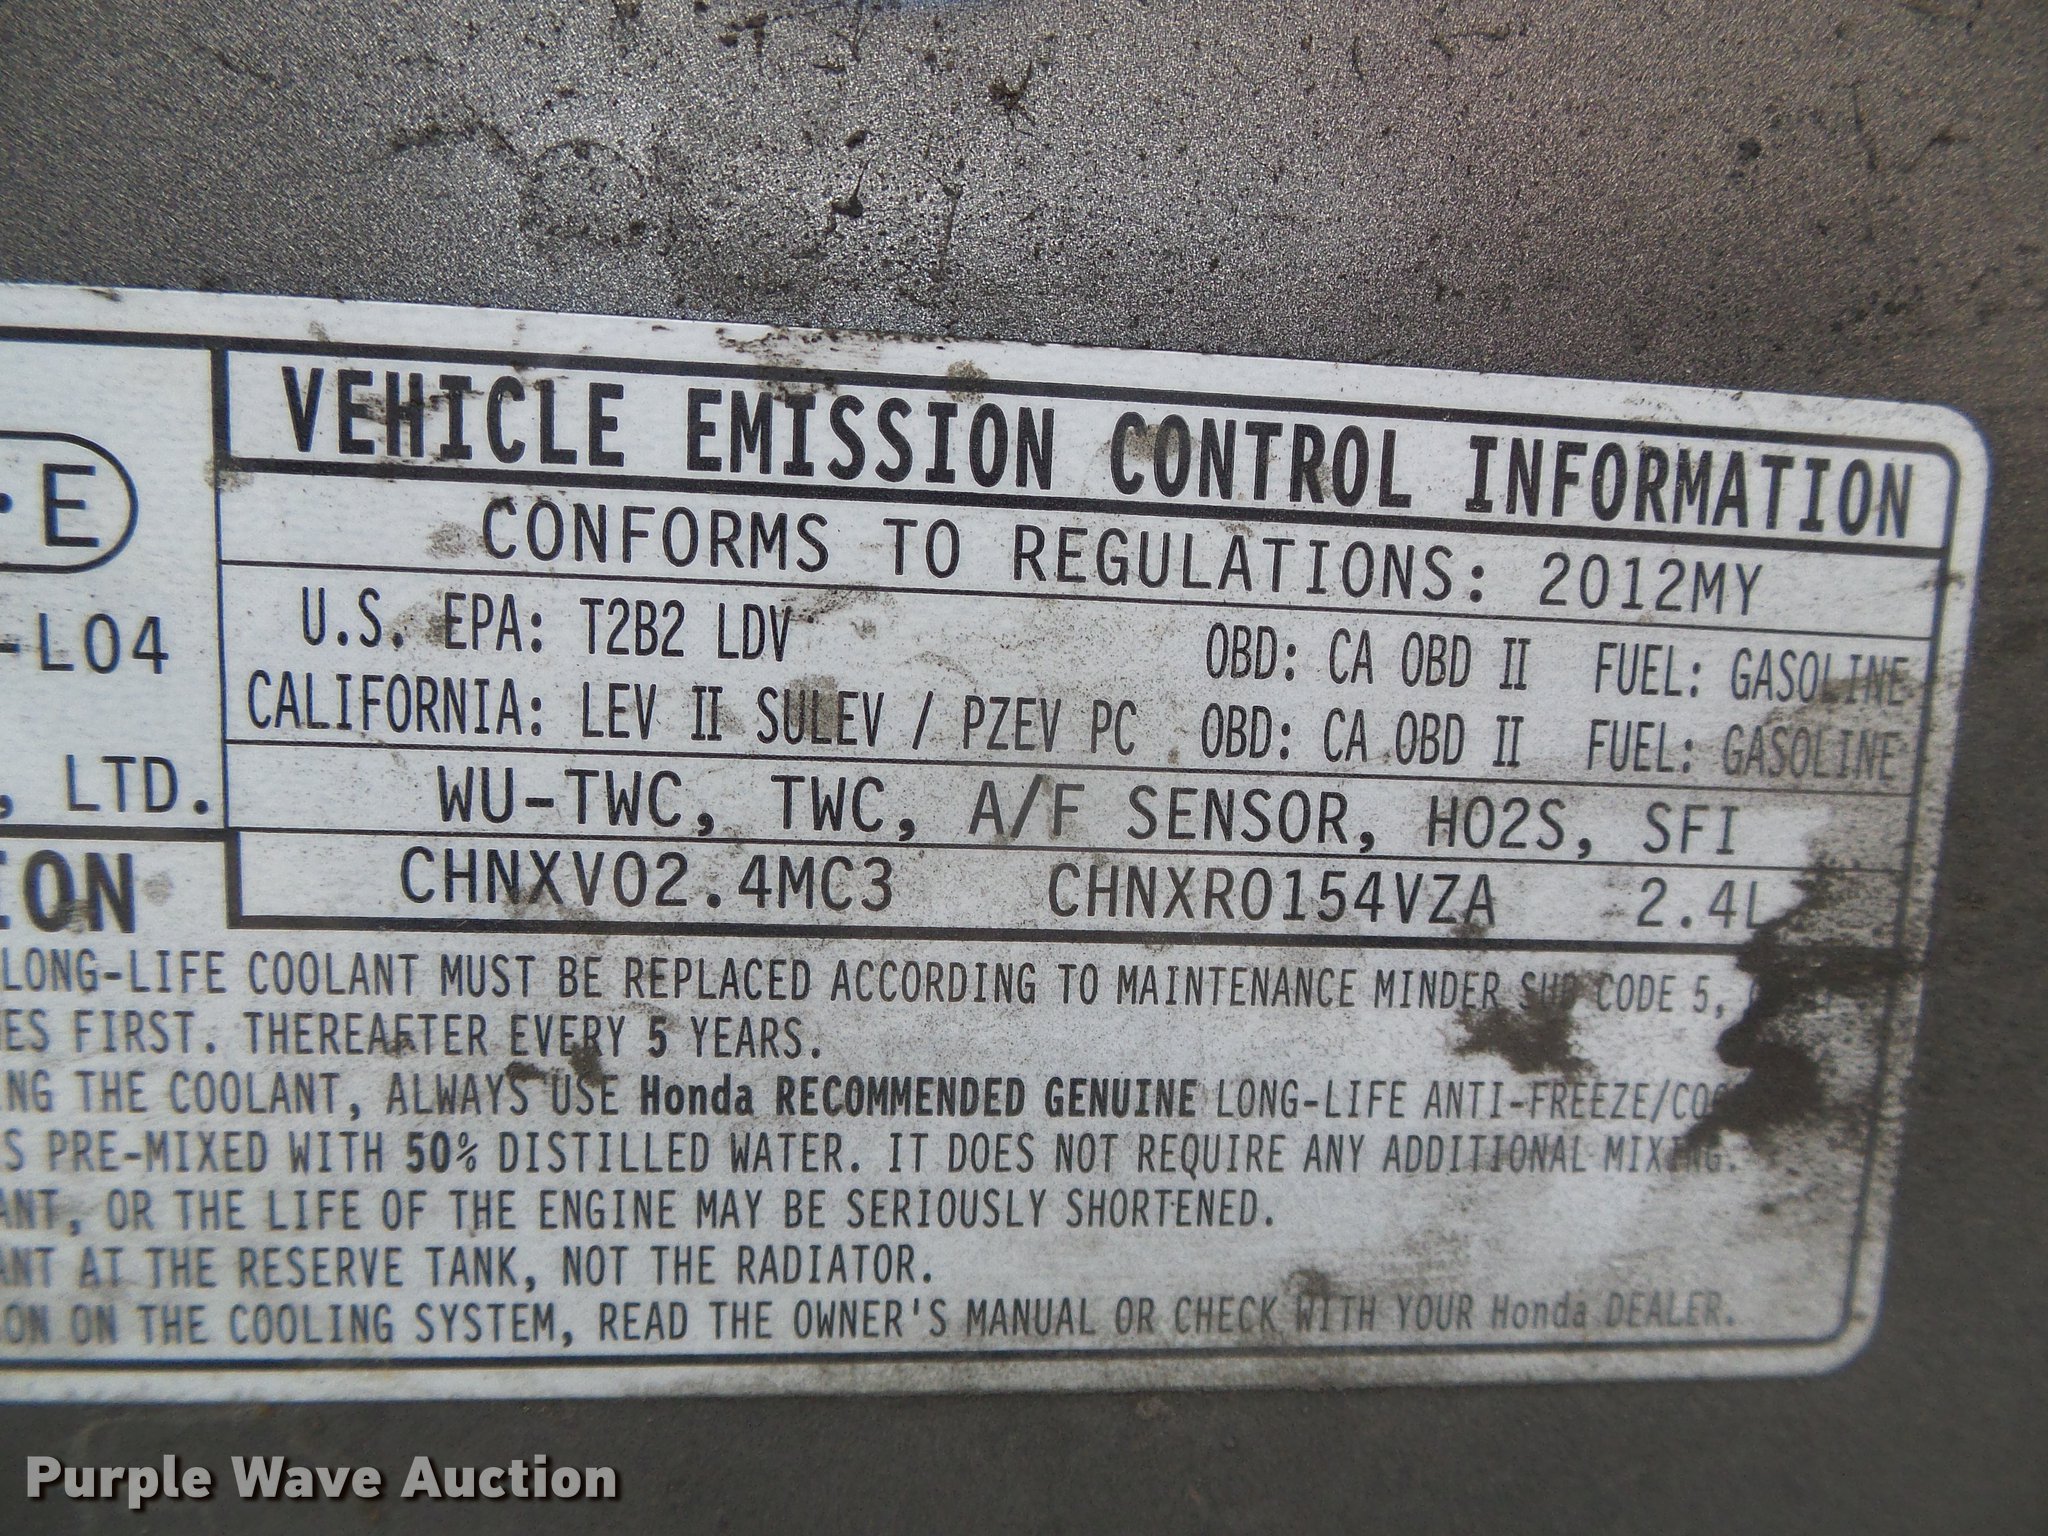 VEHICLE EMISSION CONTROL INFORMATION
·E
CONFORMS TO REGULATIONS: 2012MY
-L04
U.S. EPA: T2B2 LDV OBD: CA OBD II FUEL: GASOLINE
CALIFORNIA: LEV II SULEV / PZEV PC OBD: CA OBD II FUEL: GASOLINE
, LTD.
WU-TWC, TWC, A/F SENSOR, HO2S, SFI
ION
CHNXV02.4MC3 CHNXR0154VZA 2.4L
LONG-LIFE COOLANT MUST BE REPLACED ACCORDING TO MAINTENANCE MINDER SUB CODE 5,
ES FIRST. THEREAFTER EVERY 5 YEARS.
NG THE COOLANT, ALWAYS USE Honda RECOMMENDED GENUINE LONG-LIFE ANTI-FREEZE/COO
S PRE-MIXED WITH 50% DISTILLED WATER. IT DOES NOT REQUIRE ANY ADDITIONAL MIXING.
ANT, OR THE LIFE OF THE ENGINE MAY BE SERIOUSLY SHORTENED.
ANT AT THE RESERVE TANK, NOT THE RADIATOR.
ON ON THE COOLING SYSTEM, READ THE OWNER'S MANUAL OR CHECK WITH YOUR Honda DEALER.
Purple Wave Auction